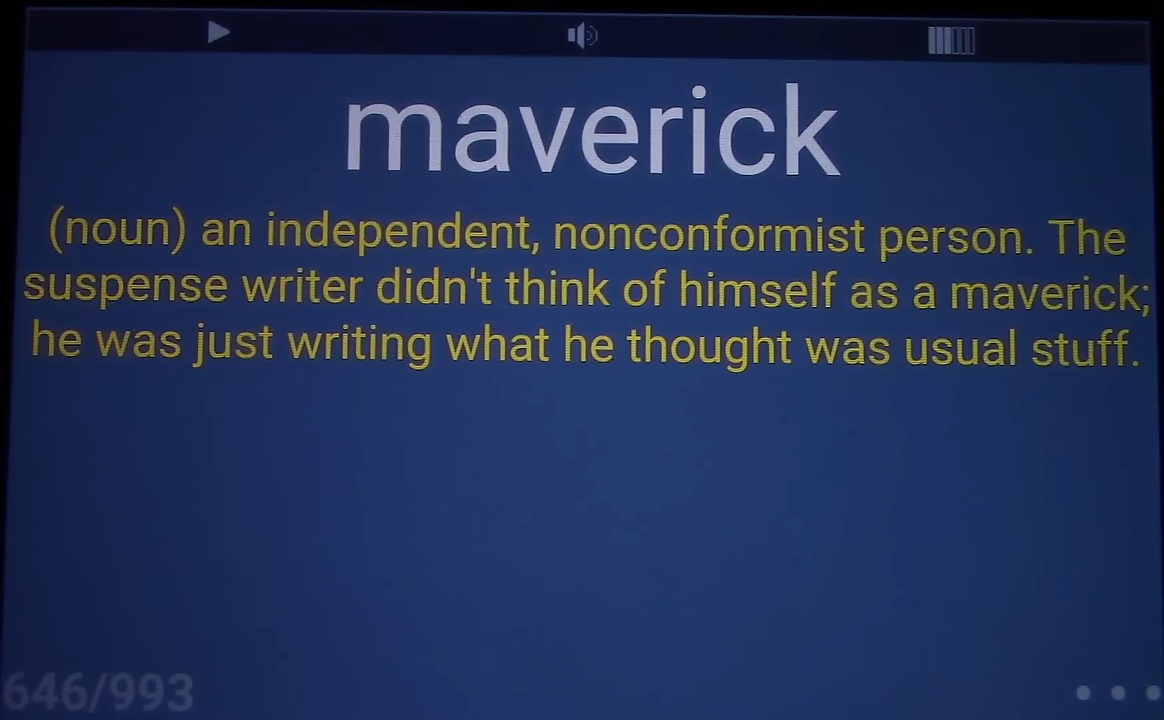 maverick
(noun) an independent, nonconformist person. The
suspense writer didn't think of himself as a maverick;
he was just writing what he thought was usual stuff.
646/993